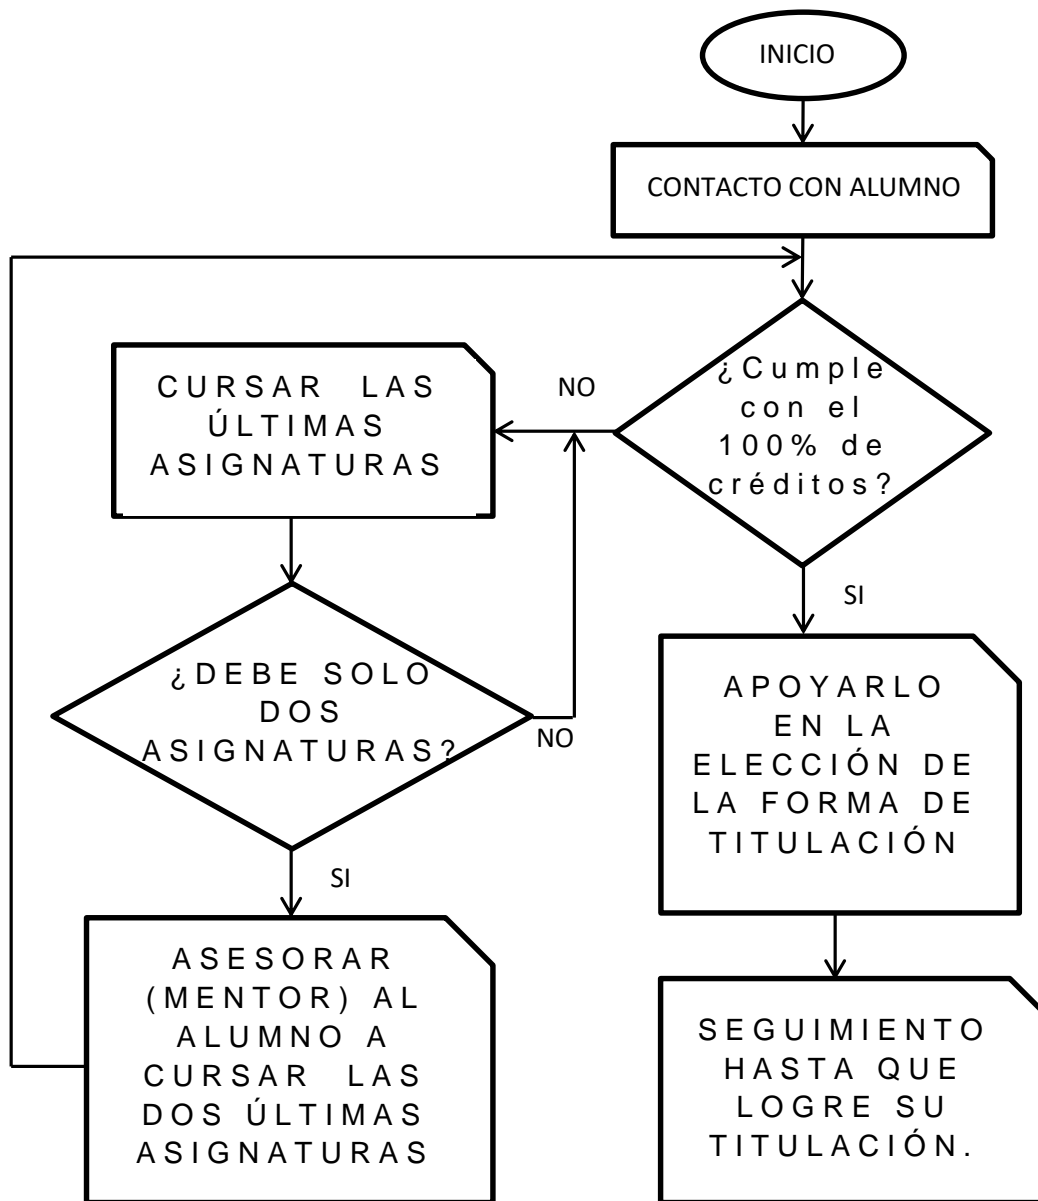 INICIO
CONTACTO CON ALUMNO
¿Cumple
con el
100% de
créditos?
NO
CURSAR LAS
ÚLTIMAS
ASIGNATURAS
¿DEBE SOLO
DOS
ASIGNATURAS?
NO
SI
ASESORAR
(MENTOR) AL
ALUMNO A
CURSAR LAS
DOS ÚLTIMAS
ASIGNATURAS
SI
APOYARLO
EN LA
ELECCIÓN DE
LA FORMA DE
TITULACIÓN
SEGUIMIENTO
HASTA QUE
LOGRE SU
TITULACIÓN.